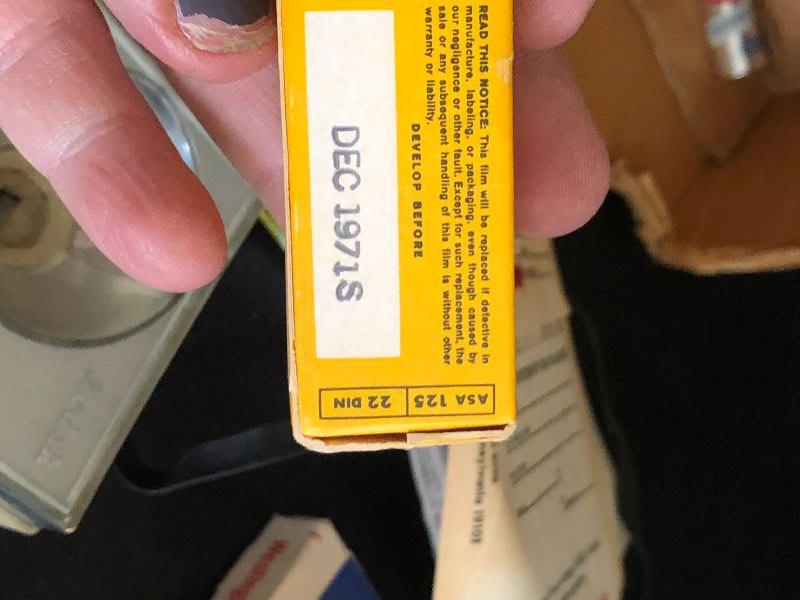 READ THIS NOTICE: This film will be replaced if defective in
manufacture, labeling, or packaging, even though caused by
our negligence or other fault. Except for such replacement, the
sale or any subsequent handling of this film is without other
warranty or liability.
DEVELOP BEFORE
DEC 1971S
ASA 125
22 DIN
Kodak
19101